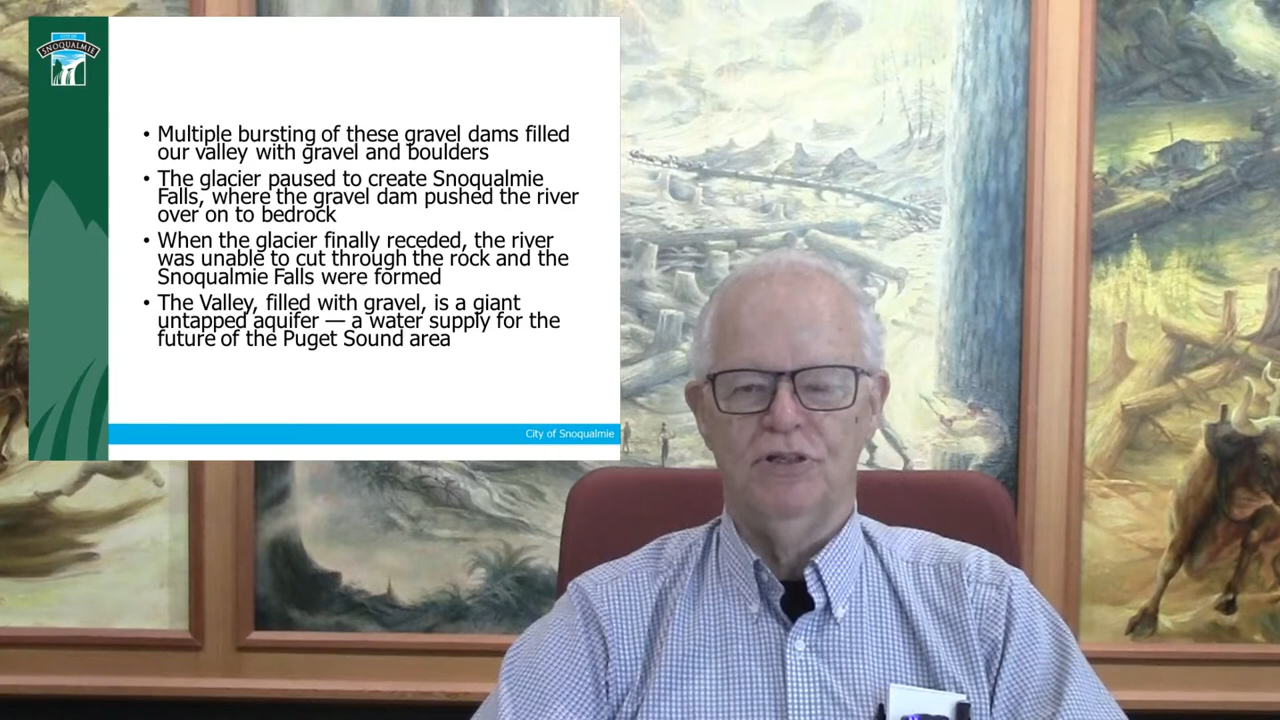 CITY OF
SNOQUALMIE
• Multiple bursting of these gravel dams filled
our valley with gravel and boulders
• The glacier paused to create Snoqualmie
Falls, where the gravel dam pushed the river
over on to bedrock
• When the glacier finally receded, the river
was unable to cut through the rock and the
Snoqualmie Falls were formed
• The Valley, filled with gravel, is a giant
untapped aquifer — a water supply for the
future of the Puget Sound area
City of Snoqualmie